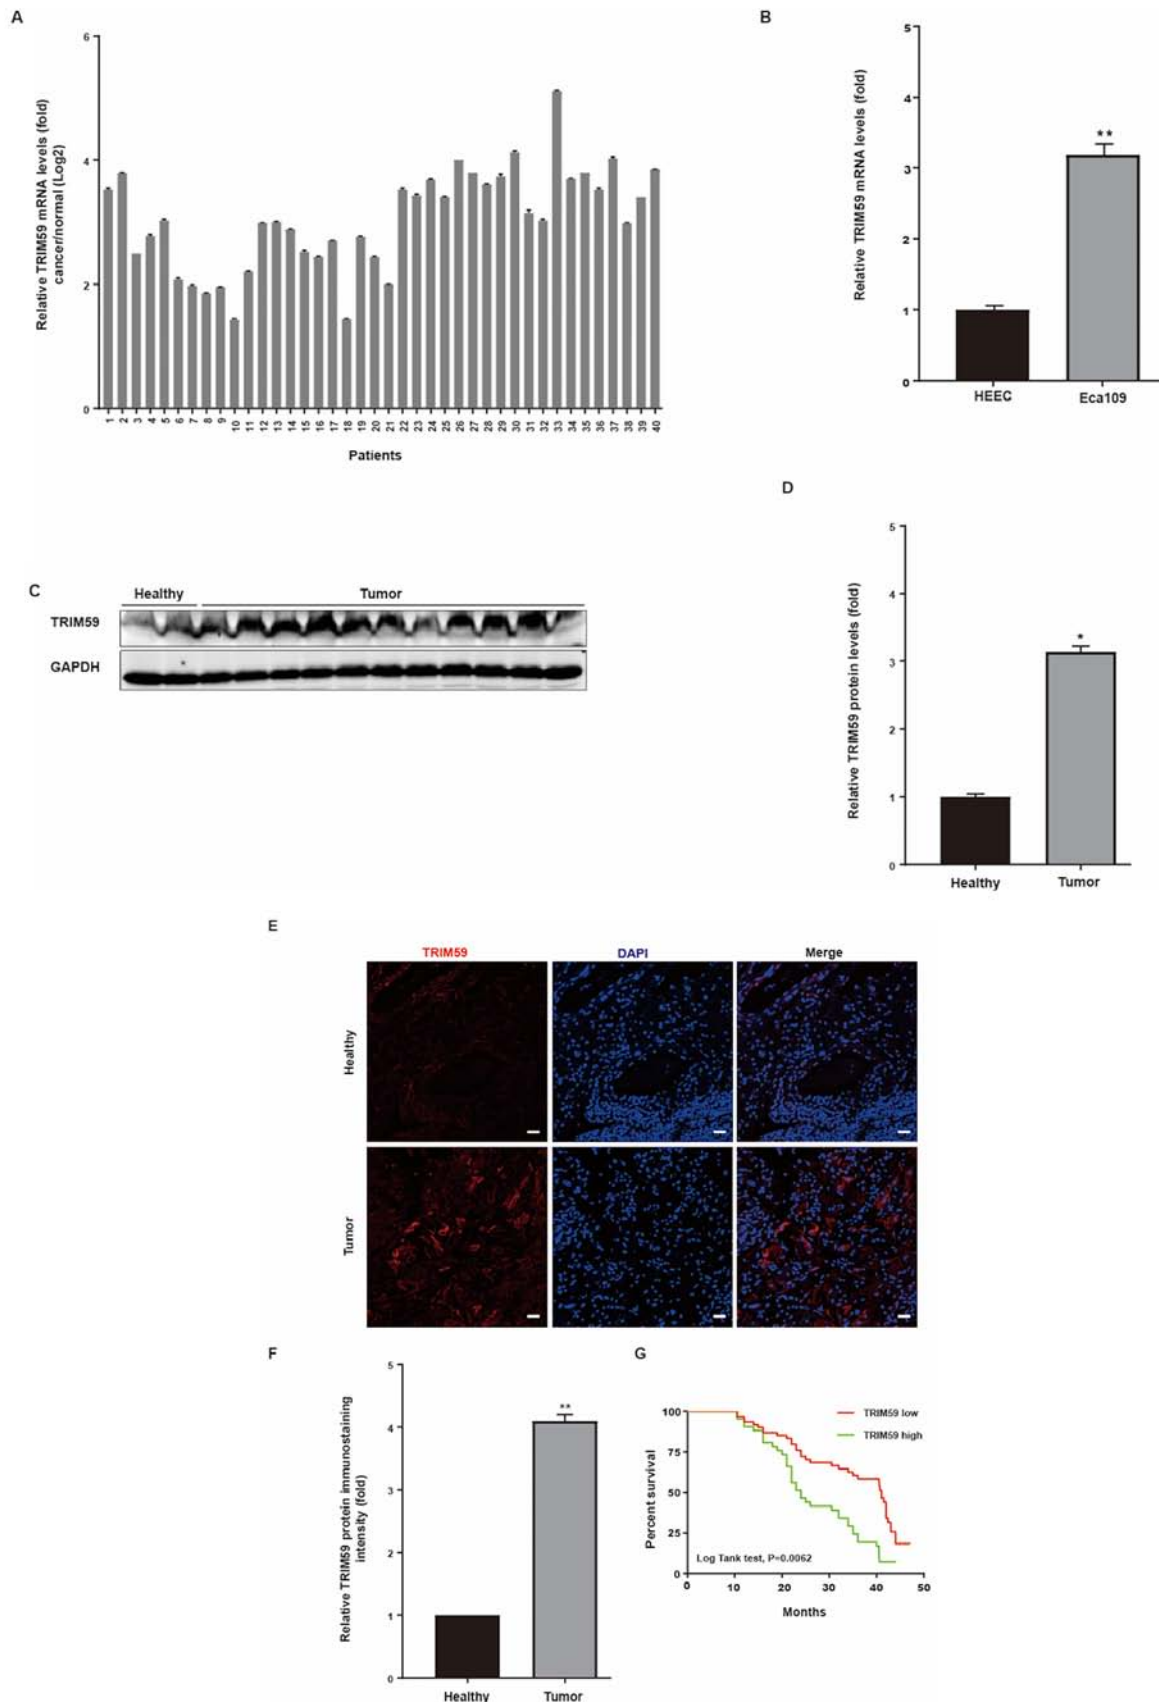 A
Relative TRIM59 mRNA levels (fold)
cancer/normal (Log2)
6
4
2
0
1 2 3 4 5 6 7 8 9 10 11 12 13 14 15 16 17 18 19 20 21 22 23 24 25 26 27 28 29 30 31 32 33 34 35 36 37 38 39 40
Patients
B
Relative TRIM59 mRNA levels (fold)
5
4
3
2
1
0
**
HEEC Eca109
C
Healthy Tumor
TRIM59
GAPDH
D
Relative TRIM59 protein levels (fold)
5
4
3
2
1
0
*
Healthy Tumor
E
TRIM59 DAPI Merge
Healthy
Tumor
F
Relative TRIM59 protein immunostaining
intensity (fold)
5
4
3
2
1
0
**
Healthy Tumor
G
Percent survival
100
75
50
25
0
TRIM59 low
TRIM59 high
Log Tank test, P=0.0062
0 10 20 30 40 50
Months